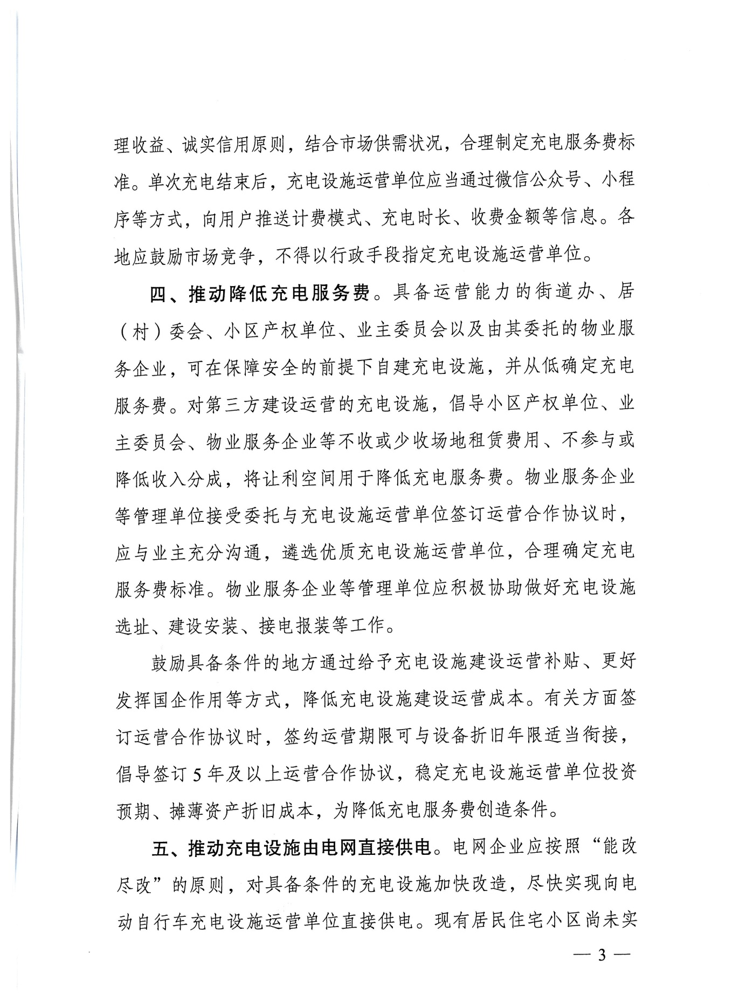 理收益、诚实信用原则，结合市场供需状况，合理制定充电服务费标
准。单次充电结束后，充电设施运营单位应当通过微信公众号、小程
序等方式，向用户推送计费模式、充电时长、收费金额等信息。各
地应鼓励市场竞争，不得以行政手段指定充电设施运营单位。
四、推动降低充电服务费。具备运营能力的街道办、居
（村）委会、小区产权单位、业主委员会以及由其委托的物业服
务企业，可在保障安全的前提下自建充电设施，并从低确定充电
服务费。对第三方建设运营的充电设施，倡导小区产权单位、业
主委员会、物业服务企业等不收或少收场地租赁费用、不参与或
降低收入分成，将让利空间用于降低充电服务费。物业服务企业
等管理单位接受委托与充电设施运营单位签订运营合作协议时，
应与业主充分沟通，遴选优质充电设施运营单位，合理确定充电
服务费标准。物业服务企业等管理单位应积极协助做好充电设施
选址、建设安装、接电报装等工作。
鼓励具备条件的地方通过给予充电设施建设运营补贴、更好
发挥国企作用等方式，降低充电设施建设运营成本。有关方面签
订运营合作协议时，签约运营期限可与设备折旧年限适当衔接，
倡导签订 5 年及以上运营合作协议，稳定充电设施运营单位投资
预期、摊薄资产折旧成本，为降低充电服务费创造条件。
五、推动充电设施由电网直接供电。电网企业应按照“能改
尽改”的原则，对具备条件的充电设施加快改造，尽快实现向电
动自行车充电设施运营单位直接供电。现有居民住宅小区尚未实
— 3 —